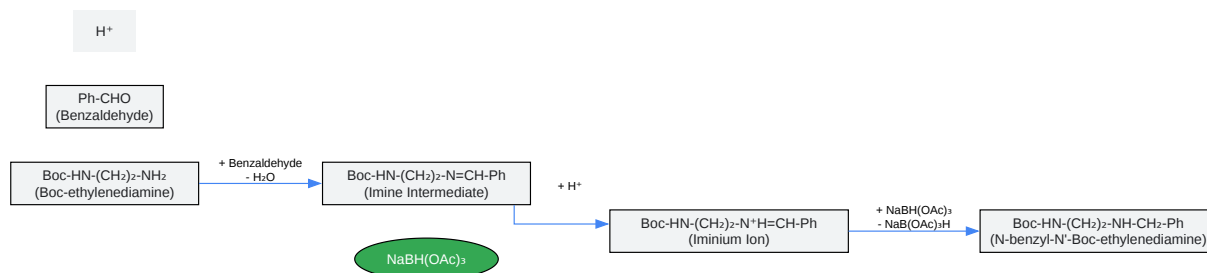 H⁺
Ph-CHO
(Benzaldehyde)
Boc-HN-(CH₂)₂-NH₂
(Boc-ethylenediamine)
+ Benzaldehyde
- H₂O
Boc-HN-(CH₂)₂-N=CH-Ph
(Imine Intermediate)
+ H⁺
Boc-HN-(CH₂)₂-N⁺H=CH-Ph
(Iminium Ion)
+ NaBH(OAc)₃
- NaB(OAc)₃H
Boc-HN-(CH₂)₂-NH-CH₂-Ph
(N-benzyl-N'-Boc-ethylenediamine)
NaBH(OAc)₃